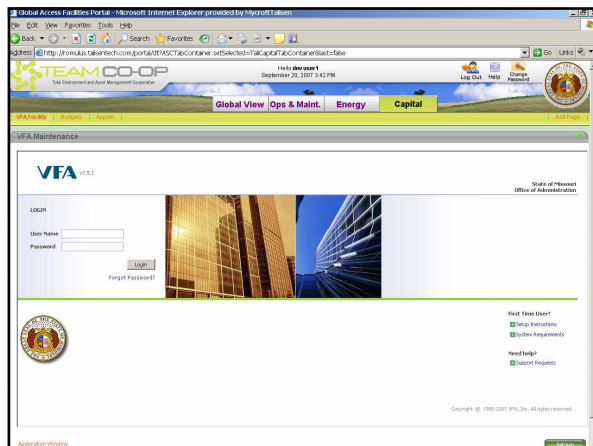 Global Access Facilities Portal - Microsoft Internet Explorer provided by MycroftTalisen
File Edit View Favorites Tools Help
Back Search Favorites
Address http://romulus.talisentech.com/portal/dt?ASCTabContainer.setSelected=TaliCapitalTabContainer&last=false Go Links
TEAM CO-OP
Total Environment and Asset Management Cooperative
Hello dev user1
September 20, 2007 3:42 PM
Log Out Help Change Password
Global View Ops & Maint. Energy Capital
VFA.Facility | Budgets | Appian | | Edit Page |
VFA Maintenance
VFA v7.5.1
State of Missouri
Office of Administration
LOGIN
User Name
Password
Login
Forgot Password?
First Time User?
Setup Instructions
System Requirements
Need help?
Support Requests
Copyright @ 1998-2007 VFA, Inc. All rights reserved.
Application Window
Refresh